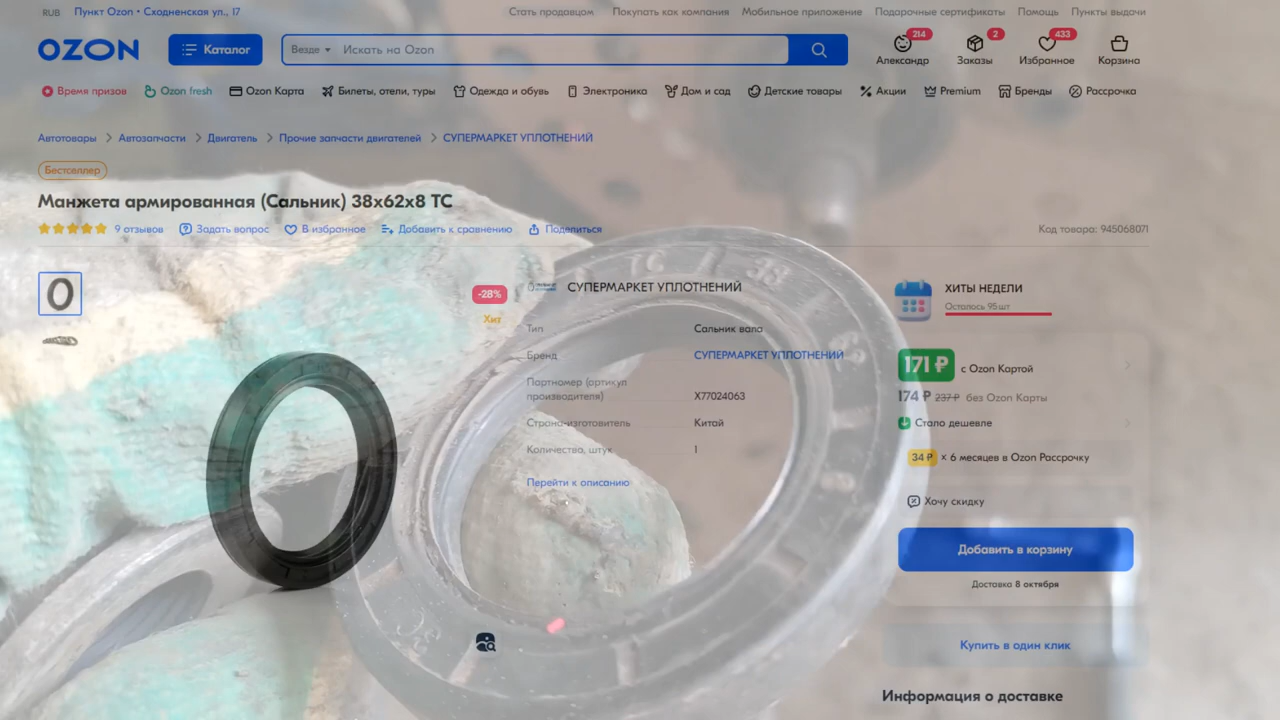 RUB Пункт Ozon • Сходненская ул., 17 Стать продавцом Покупать как компания Мобильное приложение Подарочные сертификаты Помощь Пункты выдачи
OZON Каталог Везде Искать на Ozon
214 2 433
Александр Заказы Избранное Корзина
Время призов Ozon fresh Ozon Карта Билеты, отели, туры Одежда и обувь Электроника Дом и сад Детские товары Акции Premium Бренды Рассрочка
Автотовары Автозапчасти Двигатель Прочие запчасти двигателей СУПЕРМАРКЕТ УПЛОТНЕНИЙ
Бестселлер
Манжета армированная (Сальник) 38х62х8 ТС
9 отзывов Задать вопрос В избранное Добавить к сравнению Поделиться Код товара: 945068071
-28%
Хит
СУПЕРМАРКЕТ УПЛОТНЕНИЙ
Тип Сальник вала
Бренд СУПЕРМАРКЕТ УПЛОТНЕНИЙ
Партномер (артикул
производителя) X77024063
Страна-изготовитель Китай
Количество, штук 1
Перейти к описанию
38
ХИТЫ НЕДЕЛИ
Осталось 95 шт
171 ₽ с Ozon Картой
174 ₽ 237 ₽ без Ozon Карты
Стало дешевле
34 ₽ × 6 месяцев в Ozon Рассрочку
Хочу скидку
Добавить в корзину
Доставка 8 октября
Купить в один клик
Информация о доставке